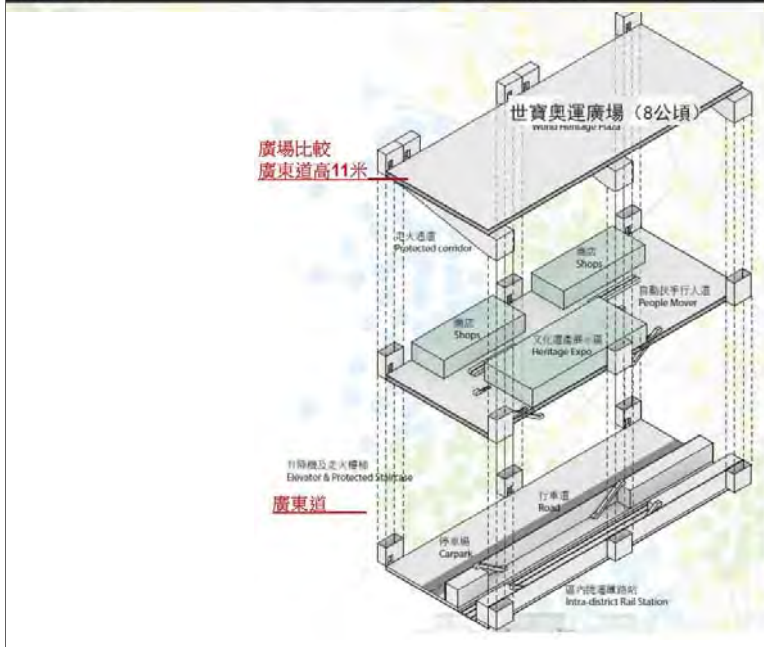 世寶奧運廣場（8公頃）
World Heritage Plaza
廣場比較
廣東道高11米
走火通道
Protected corridor
商店
Shops
自動扶手行人道
People Mover
商店
Shops
文化遺產展示區
Heritage Expo
升降機及走火樓梯
Elevator & Protected Staircase
廣東道
行車道
Road
停車場
Carpark
區內捷運鐵路站
Intra-district Rail Station